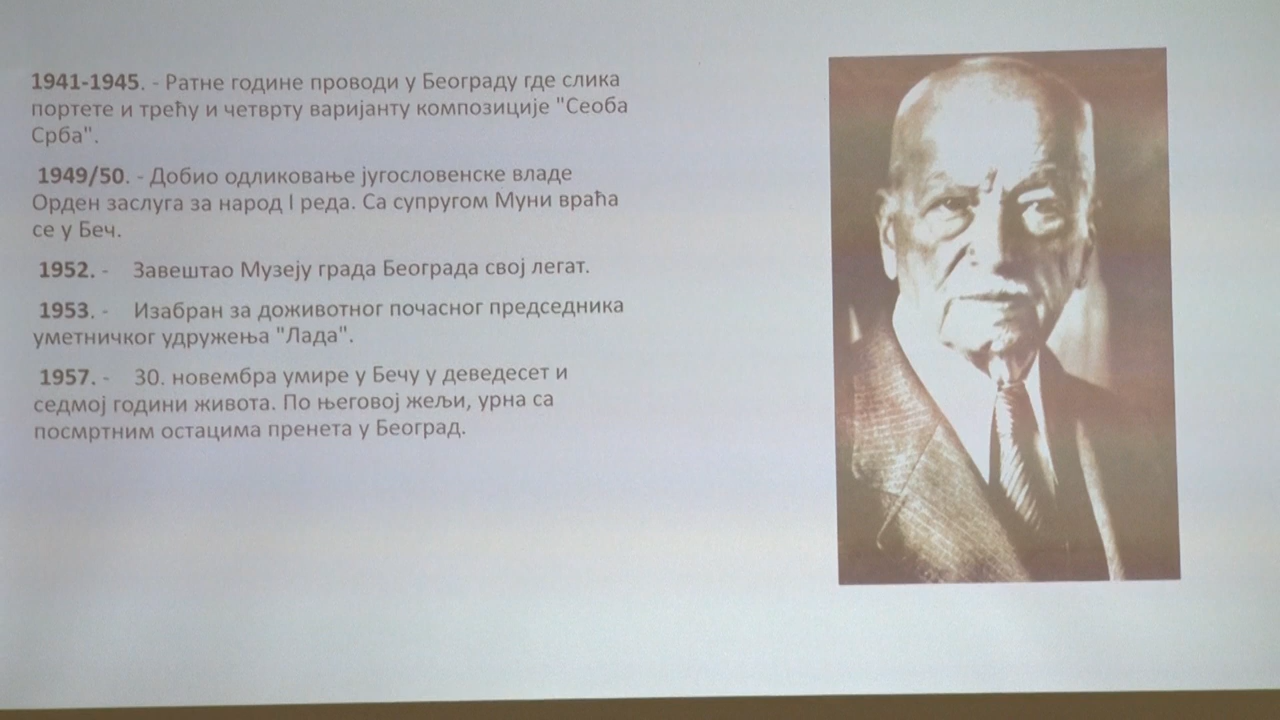 1941-1945. - Ратне године проводи у Београду где слика
портете и трећу и четврту варијанту композиције "Сеоба
Срба".
1949/50. - Добио одликовање југословенске владе
Орден заслуга за народ I реда. Са супругом Муни враћа
се у Беч.
1952. - Завештао Музеју града Београда свој легат.
1953. - Изабран за доживотног почасног председника
уметничког удружења "Лада".
1957. - 30. новембра умире у Бечу у деведесет и
седмој години живота. По његовој жељи, урна са
посмртним остацима пренета у Београд.